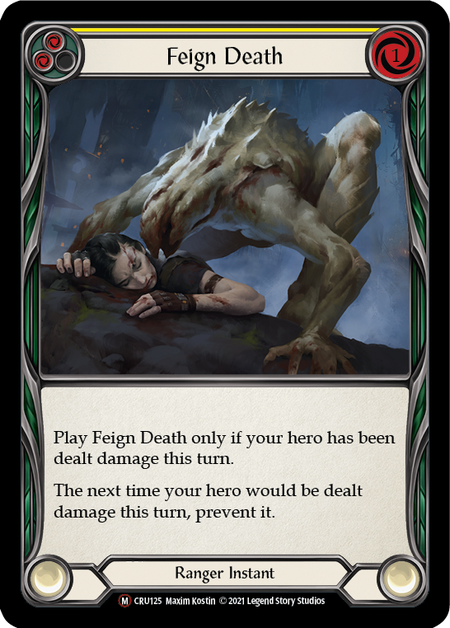 Feign Death
1
Play Feign Death only if your hero has been
dealt damage this turn.
The next time your hero would be dealt
damage this turn, prevent it.
Ranger Instant
M CRU125 Maxim Kostin © 2021 Legend Story Studios